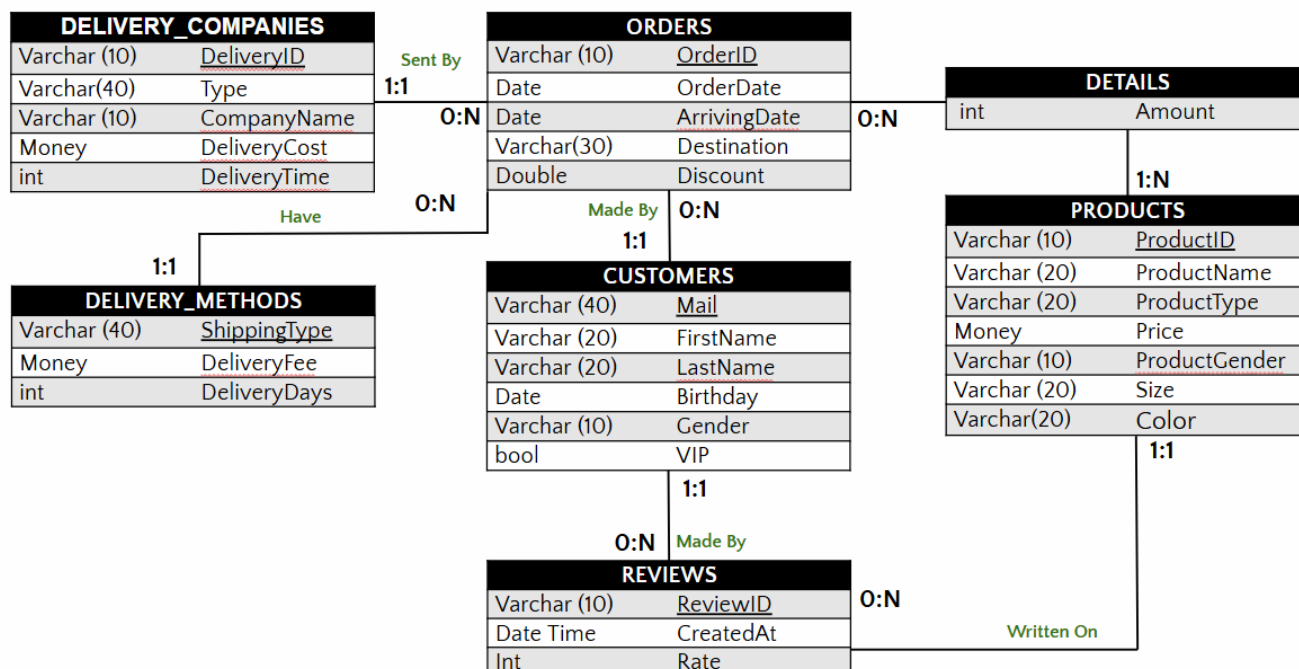 DELIVERY_COMPANIES
Varchar (10) DeliveryID
Varchar(40) Type
Varchar (10) CompanyName
Money DeliveryCost
int DeliveryTime
Sent By
1:1
0:N
ORDERS
Varchar (10) OrderID
Date OrderDate
Date ArrivingDate
Varchar(30) Destination
Double Discount
0:N
DETAILS
int Amount
1:N
Have
0:N
1:1
Made By
0:N
1:1
DELIVERY_METHODS
Varchar (40) ShippingType
Money DeliveryFee
int DeliveryDays
CUSTOMERS
Varchar (40) Mail
Varchar (20) FirstName
Varchar (20) LastName
Date Birthday
Varchar (10) Gender
bool VIP
PRODUCTS
Varchar (10) ProductID
Varchar (20) ProductName
Varchar (20) ProductType
Money Price
Varchar (10) ProductGender
Varchar (20) Size
Varchar(20) Color
1:1
1:1
0:N
Made By
REVIEWS
Varchar (10) ReviewID
Date Time CreatedAt
Int Rate
0:N
Written On